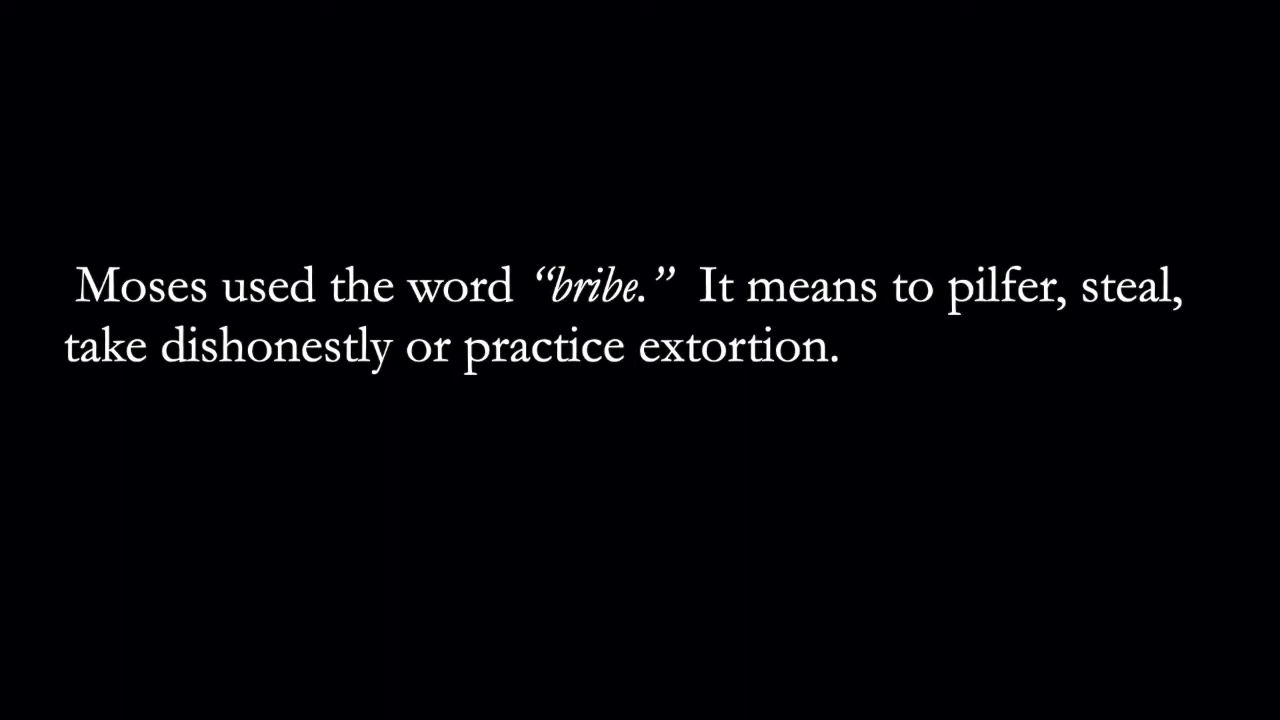 Moses used the word “bribe.” It means to pilfer, steal,
take dishonestly or practice extortion.